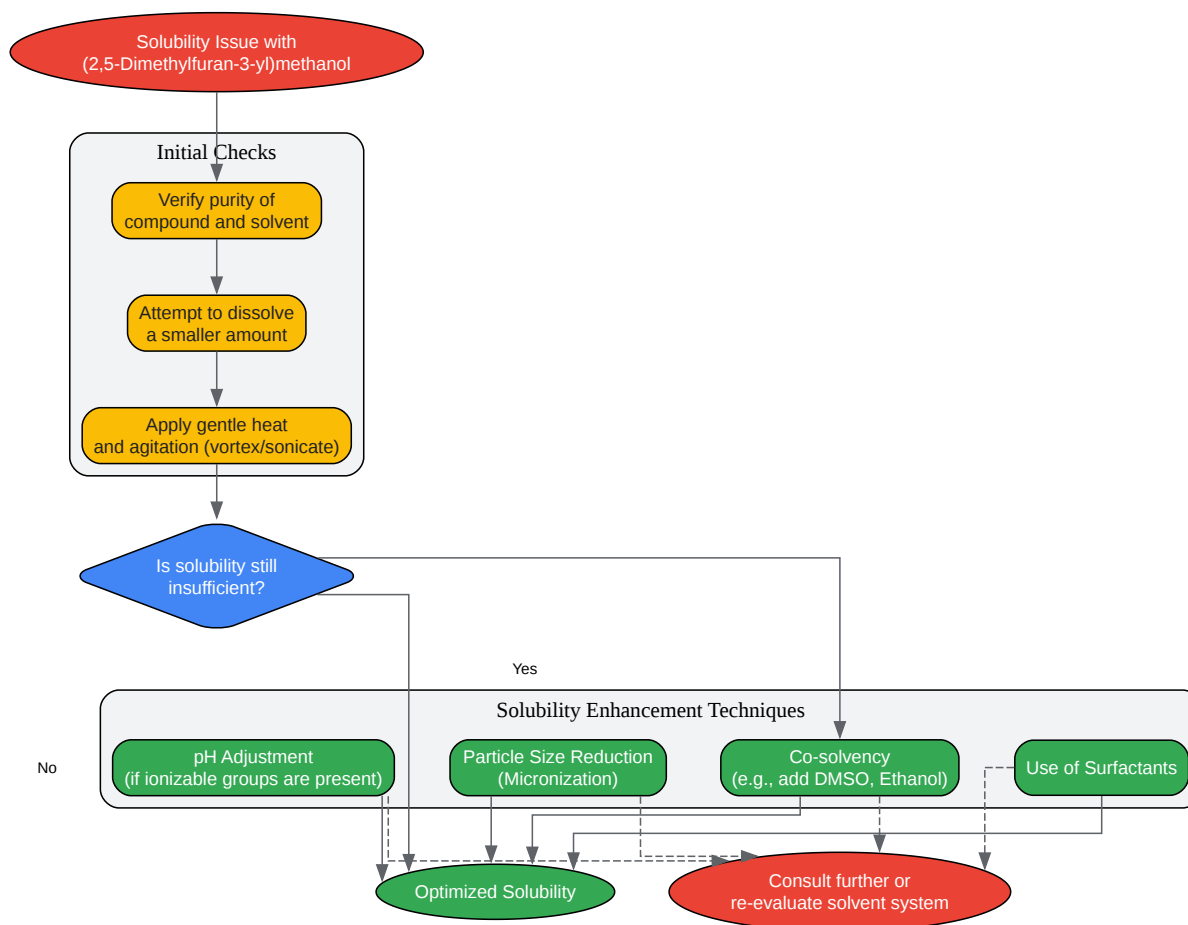 Solubility Issue with
(2,5-Dimethylfuran-3-yl)methanol
Initial Checks
Verify purity of
compound and solvent
Attempt to dissolve
a smaller amount
Apply gentle heat
and agitation (vortex/sonicate)
Is solubility still
insufficient?
Yes
Solubility Enhancement Techniques
No
pH Adjustment
(if ionizable groups are present)
Particle Size Reduction
(Micronization)
Co-solvency
(e.g., add DMSO, Ethanol)
Use of Surfactants
Optimized Solubility
Consult further or
re-evaluate solvent system